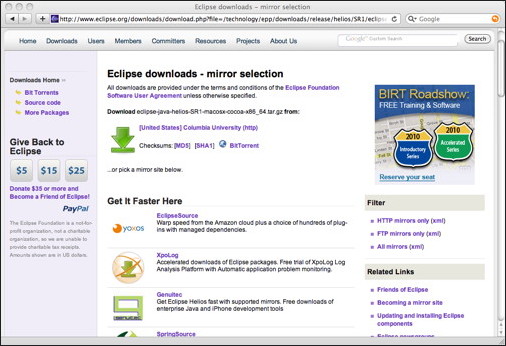 Eclipse downloads – mirror selection
http://www.eclipse.org/downloads/download.php?file=/technology/epp/downloads/release/helios/SR1/eclips
Google
Home Downloads Users Members Committers Resources Projects About Us
Google Custom Search
Search
Downloads Home
Bit Torrents
Source code
More Packages
Give Back to
Eclipse
$5 $15 $25
Donate $35 or more and
Become a Friend of Eclipse!
PayPal
The Eclipse Foundation is a not-for-
profit organization, not a charitable
organization, so we are unable to
provide charitable tax receipts.
Amounts shown are in US dollars.
Eclipse downloads - mirror selection
All downloads are provided under the terms and conditions of the Eclipse Foundation
Software User Agreement unless otherwise specified.
Download eclipse-java-helios-SR1-macosx-cocoa-x86_64.tar.gz from:
[United States] Columbia University (http)
Checksums: [MD5] [SHA1] BitTorrent
...or pick a mirror site below.
Get It Faster Here
yoxos
EclipseSource
Warp speed from the Amazon cloud plus a choice of hundreds of plug-
ins with managed dependencies.
XpoLog
Accelerated downloads of Eclipse packages. Free trial of XpoLog Log
Analysis Platform with Automatic application problem monitoring.
Genuitec
Get Eclipse Helios fast with supported mirrors. Free downloads of
enterprise Java and iPhone development tools
SpringSource
BIRT Roadshow:
FREE Training & Software
2010
Introductory
Series
2010
Accelerated
Series
Reserve your seat
Filter
HTTP mirrors only (xml)
FTP mirrors only (xml)
All mirrors (xml)
Related Links
Friends of Eclipse
Becoming a mirror site
Updating and installing Eclipse
components
Eclipse newsgroups